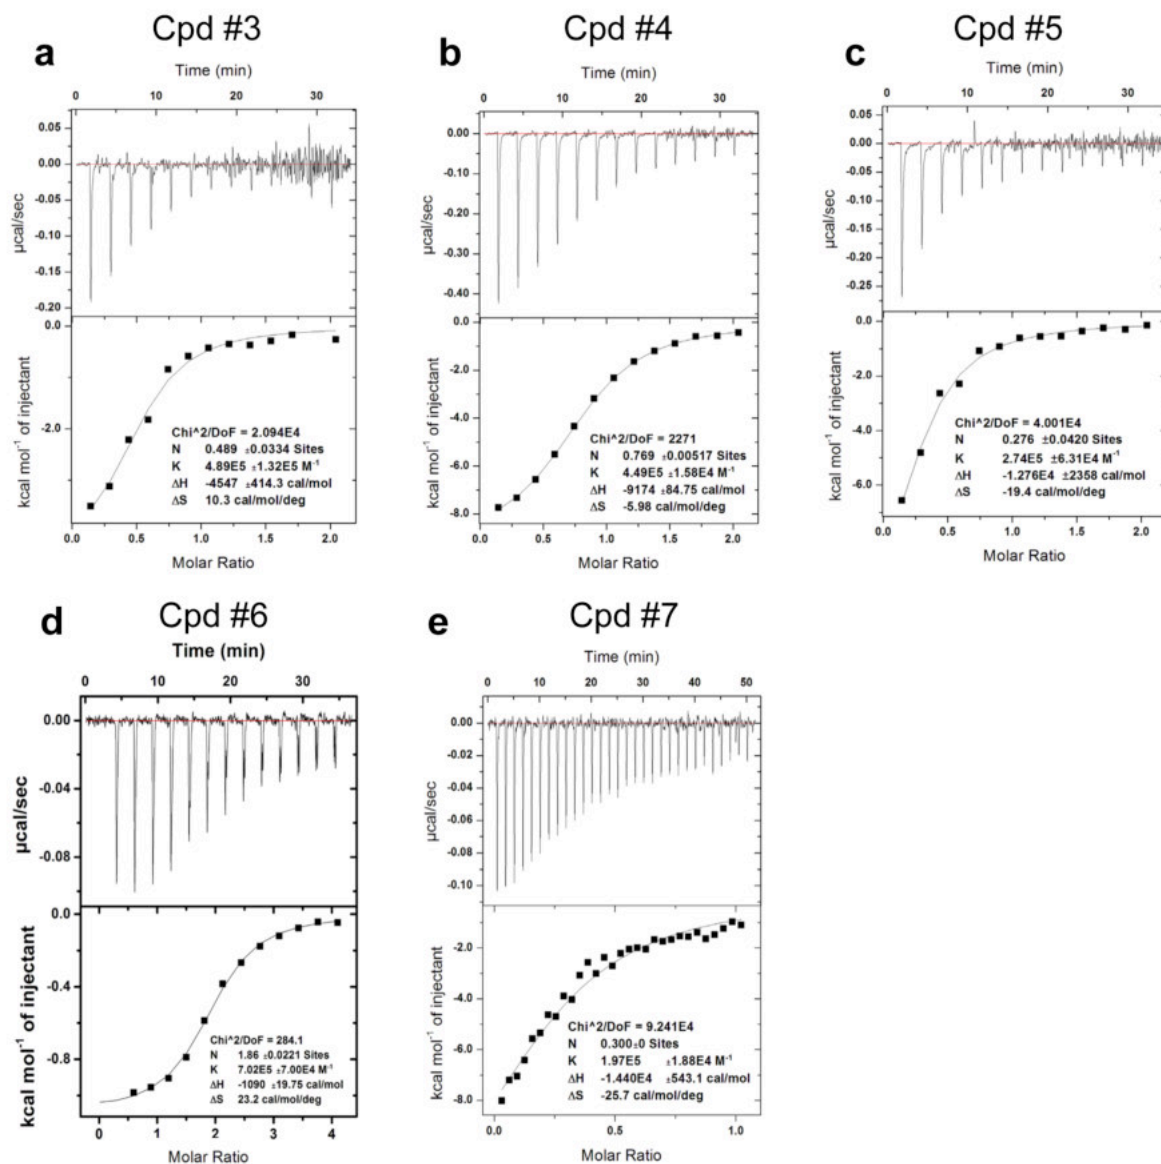 Cpd #3
a
Time (min)
0 10 20 30
0.05
0.00
-0.05
-0.10
-0.15
-0.20
µcal/sec
0.0
-2.0
kcal mol⁻¹ of injectant
Chi^2/DoF = 2.094E4
N 0.489 ±0.0334 Sites
K 4.89E5 ±1.32E5 M⁻¹
ΔH -4547 ±414.3 cal/mol
ΔS 10.3 cal/mol/deg
0.0 0.5 1.0 1.5 2.0
Molar Ratio
Cpd #4
b
Time (min)
0 10 20 30
0.00
-0.10
-0.20
-0.30
-0.40
µcal/sec
0.0
-2.0
-4.0
-6.0
-8.0
kcal mol⁻¹ of injectant
Chi^2/DoF = 2271
N 0.769 ±0.00517 Sites
K 4.49E5 ±1.58E4 M⁻¹
ΔH -9174 ±84.75 cal/mol
ΔS -5.98 cal/mol/deg
0.0 0.5 1.0 1.5 2.0
Molar Ratio
Cpd #5
c
Time (min)
0 10 20 30
0.05
0.00
-0.05
-0.10
-0.15
-0.20
-0.25
µcal/sec
0.0
-2.0
-4.0
-6.0
kcal mol⁻¹ of injectant
Chi^2/DoF = 4.001E4
N 0.276 ±0.0420 Sites
K 2.74E5 ±6.31E4 M⁻¹
ΔH -1.276E4 ±2358 cal/mol
ΔS -19.4 cal/mol/deg
0.0 0.5 1.0 1.5 2.0
Molar Ratio
Cpd #6
d
Time (min)
0 10 20 30
0.00
-0.04
-0.08
µcal/sec
0.0
-0.4
-0.8
kcal mol⁻¹ of injectant
Chi^2/DoF = 284.1
N 1.86 ±0.0221 Sites
K 7.02E5 ±7.00E4 M⁻¹
ΔH -1090 ±19.75 cal/mol
ΔS 23.2 cal/mol/deg
0 1 2 3 4
Molar Ratio
Cpd #7
e
Time (min)
0 10 20 30 40 50
0.00
-0.02
-0.04
-0.06
-0.08
-0.10
µcal/sec
-2.0
-4.0
-6.0
-8.0
kcal mol⁻¹ of injectant
Chi^2/DoF = 9.241E4
N 0.300±0 Sites
K 1.97E5 ±1.88E4 M⁻¹
ΔH -1.440E4 ±543.1 cal/mol
ΔS -25.7 cal/mol/deg
0.0 0.5 1.0
Molar Ratio